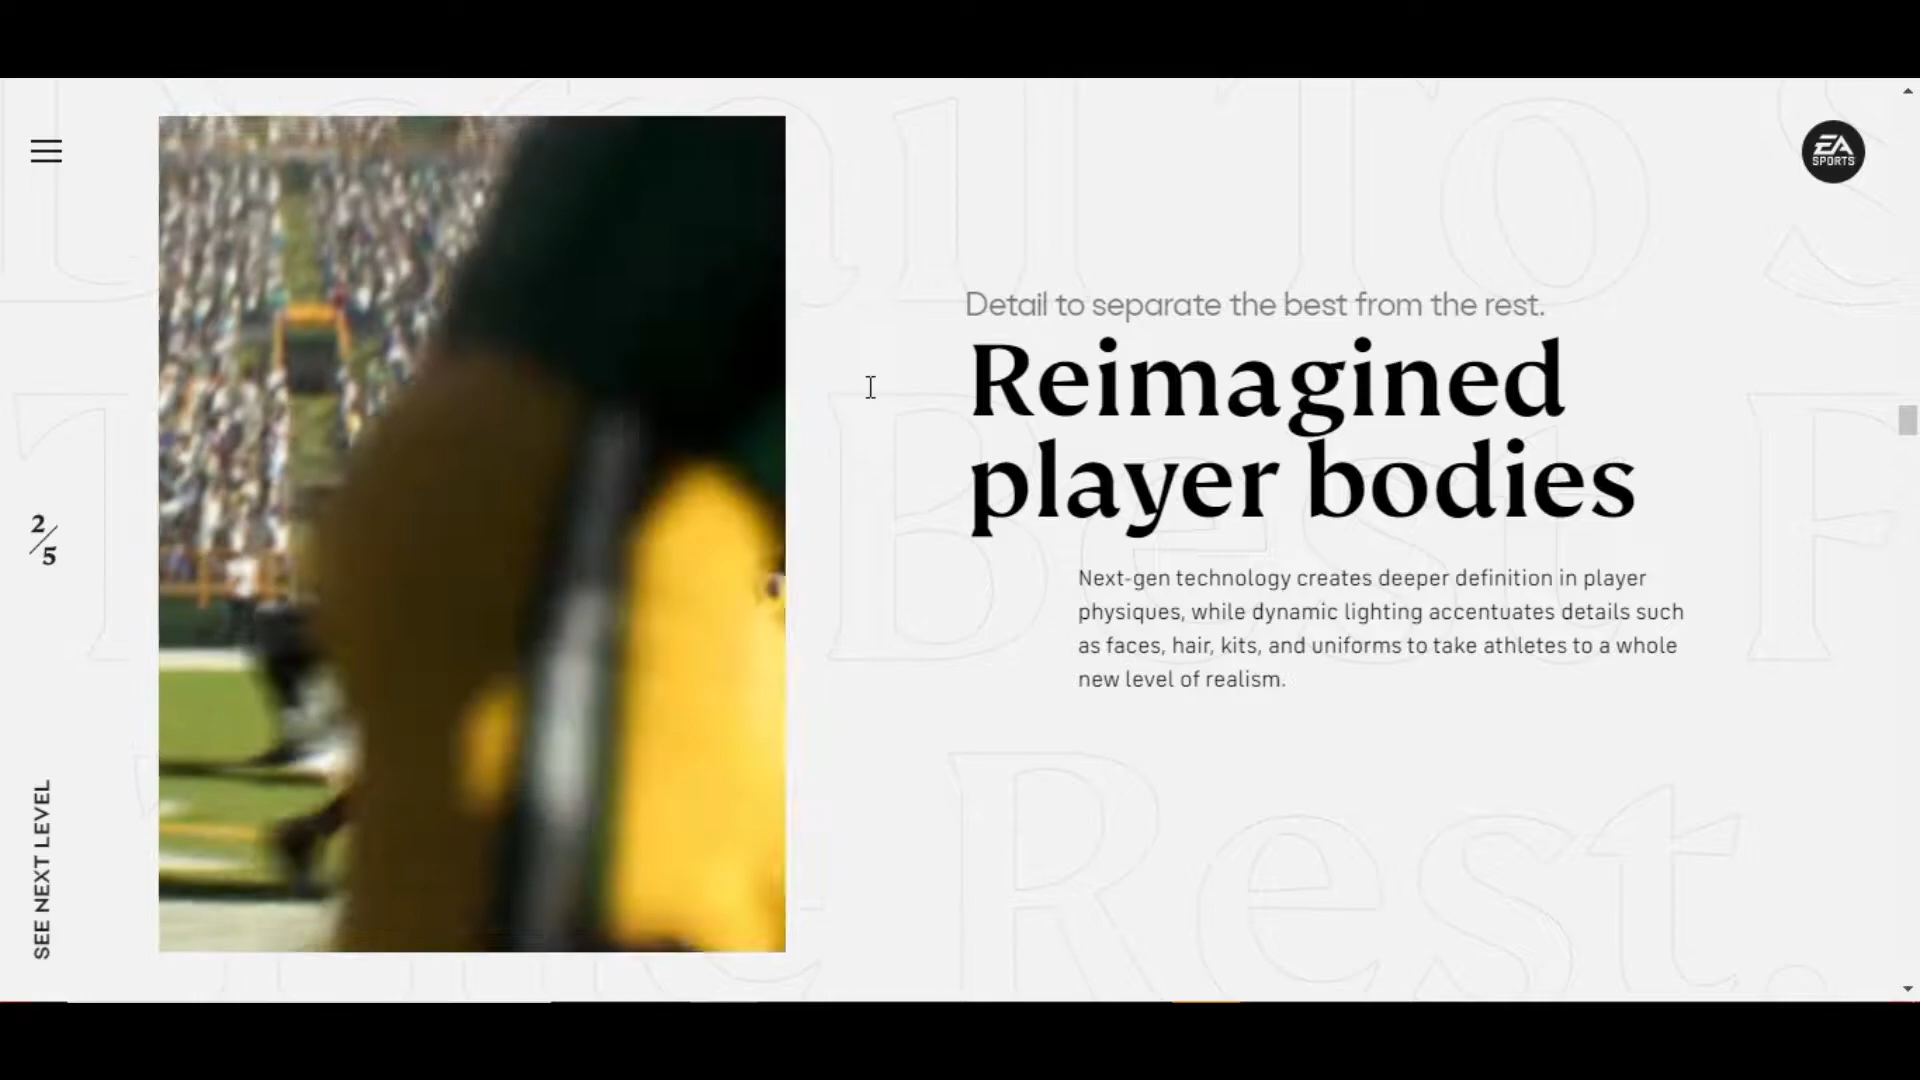 EA
SPORTS
Detail to separate the best from the rest.
Reimagined
player bodies
Next-gen technology creates deeper definition in player
physiques, while dynamic lighting accentuates details such
as faces, hair, kits, and uniforms to take athletes to a whole
new level of realism.
2/5
SEE NEXT LEVEL